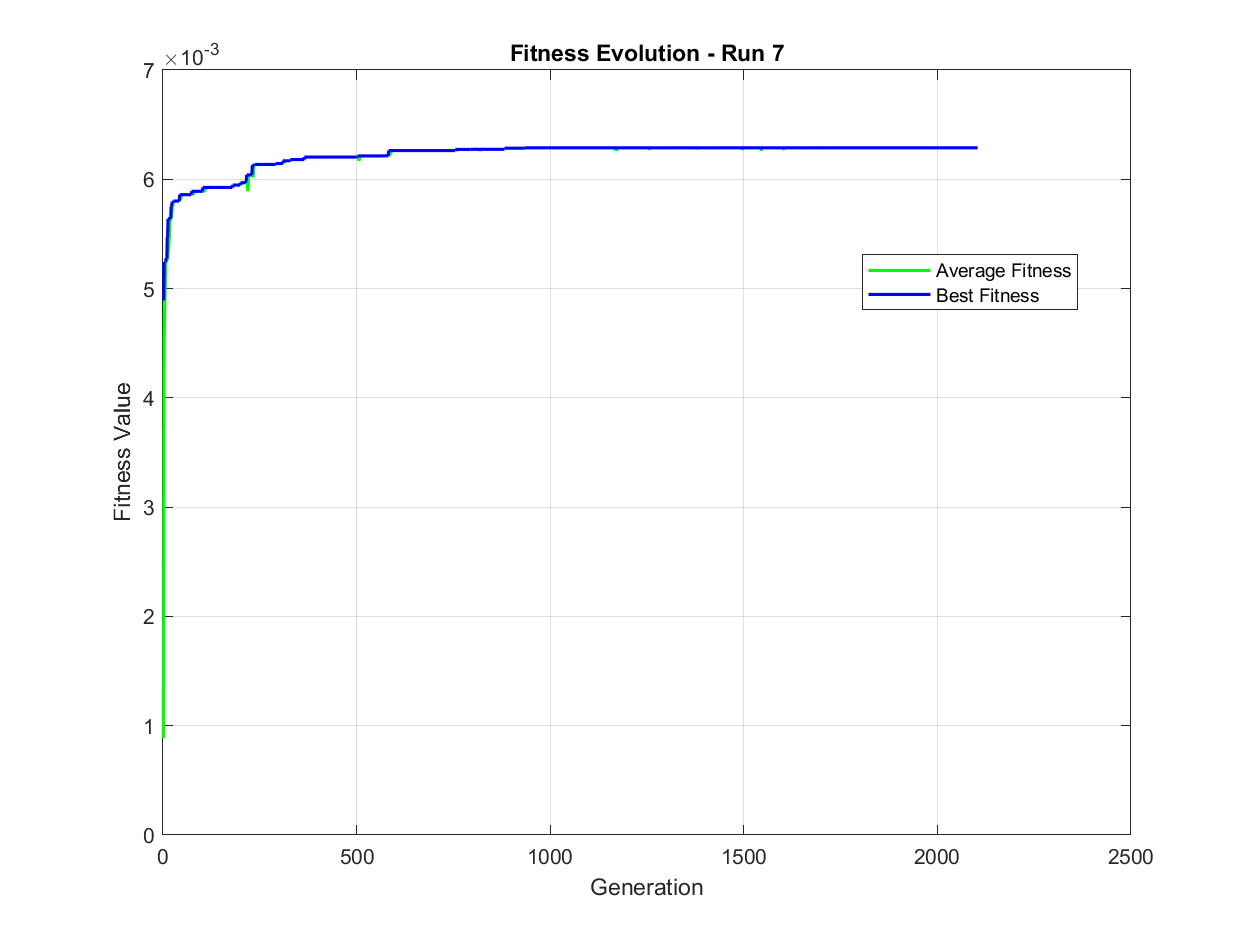 Fitness Evolution - Run 7
×10-3
7
6
5
4
3
2
1
0
Fitness Value
Average Fitness
Best Fitness
0 500 1000 1500 2000 2500
Generation